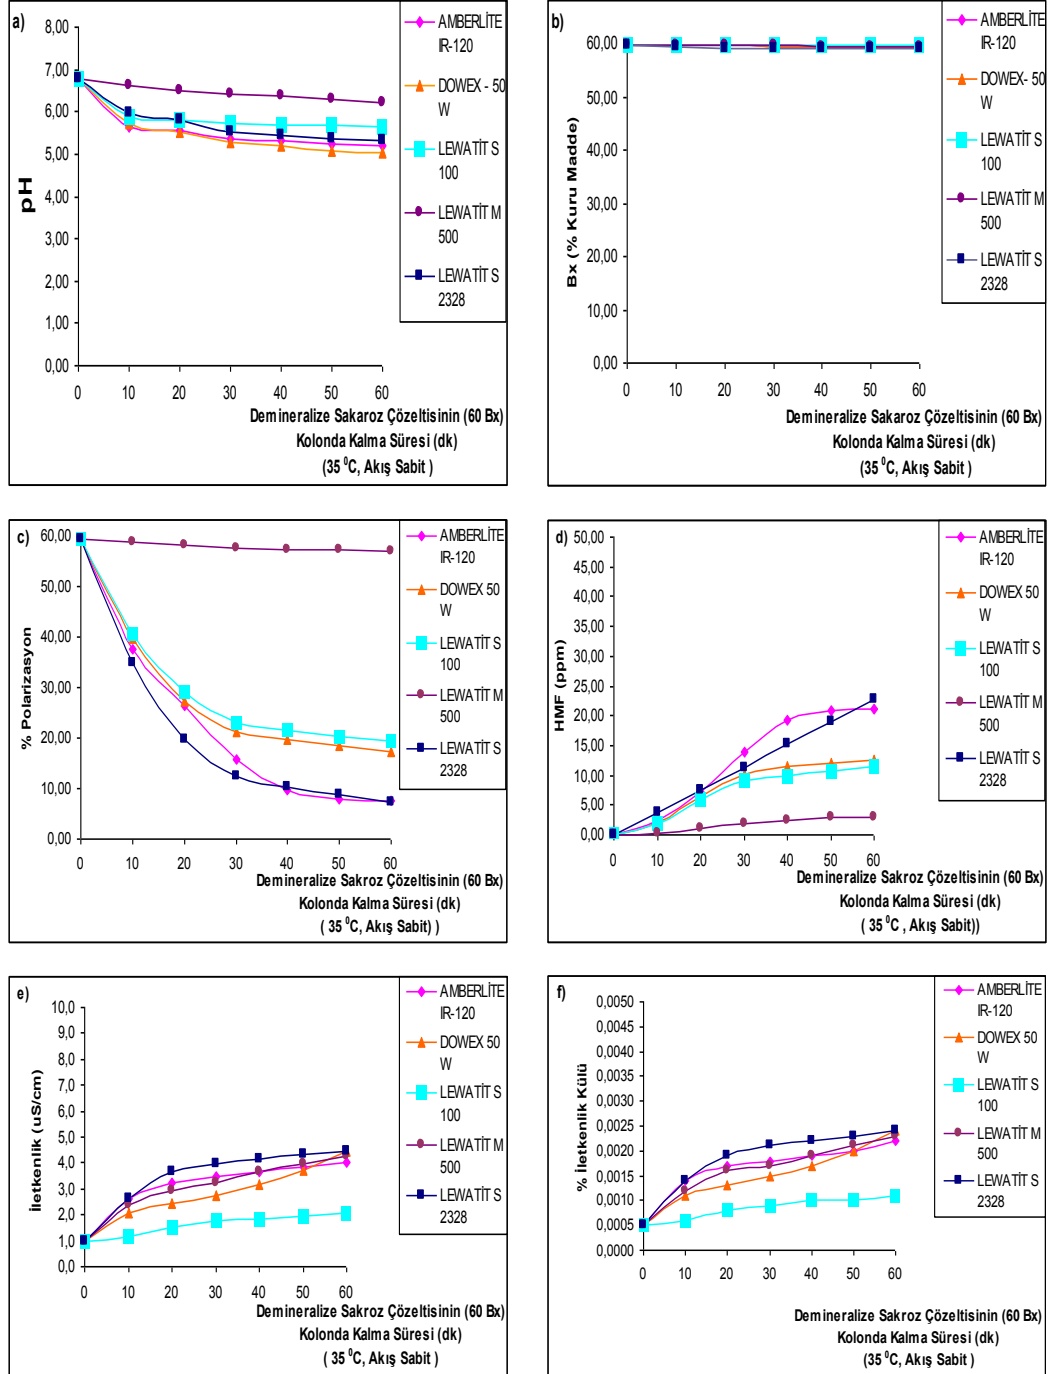 a)
8,00
7,00
6,00
5,00
4,00
3,00
2,00
1,00
0,00
pH
0 10 20 30 40 50 60
Demineralize Sakaroz Çözeltisinin (60 Bx)
Kolonda Kalma Süresi (dk)
(35 ⁰C, Akış Sabit )
AMBERLİTE
IR-120
DOWEX - 50
W
LEWATİT S
100
LEWATİT M
500
LEWATİT S
2328
b)
60,00
50,00
40,00
30,00
20,00
10,00
0,00
Bx (% Kuru Madde)
0 10 20 30 40 50 60
Demineralize Sakaroz Çözeltisinin (60 Bx)
Kolonda Kalma Süresi (dk)
(35 ⁰C, Akış Sabit )
AMBERLİTE
IR-120
DOWEX- 50
W
LEWATİT S
100
LEWATİT M
500
LEWATİT S
2328
c)
60,00
50,00
40,00
30,00
20,00
10,00
0,00
% Polarizasyon
0 10 20 30 40 50 60
Demineralize Sakroz Çözeltisinin (60 Bx)
Kolonda Kalma Süresi (dk)
( 35 ⁰C, Akış Sabit) )
AMBERLİTE
IR-120
DOWEX 50
W
LEWATİT S
100
LEWATİT M
500
LEWATİT S
2328
d)
50,00
45,00
40,00
35,00
30,00
25,00
20,00
15,00
10,00
5,00
0,00
HMF (ppm)
0 10 20 30 40 50 60
Demineralize Sakroz Çözeltisinin (60 Bx)
Kolonda Kalma Süresi (dk)
( 35 ⁰C , Akış Sabit))
AMBERLİTE
IR-120
DOWEX 50
W
LEWATİT S
100
LEWATİT M
500
LEWATİT S
2328
e)
10,0
9,0
8,0
7,0
6,0
5,0
4,0
3,0
2,0
1,0
0,0
İletkenlik (uS/cm)
0 10 20 30 40 50 60
Demineralize Sakroz Çözeltisinin (60 Bx)
Kolonda Kalma Süresi (dk)
( 35 ⁰C, Akış Sabit )
AMBERLİTE
IR-120
DOWEX 50
W
LEWATİT S
100
LEWATİT M
500
LEWATİT S
2328
f)
0,0050
0,0045
0,0040
0,0035
0,0030
0,0025
0,0020
0,0015
0,0010
0,0005
0,0000
% İletkenlik Külü
0 10 20 30 40 50 60
Demineralize Sakroz Çözeltisinin (60 Bx)
Kolonda Kalma Süresi (dk)
(35 ⁰C, Akış Sabit )
AMBERLİTE
IR-120
DOWEX 50
W
LEWATİT S
100
LEWATİT M
500
LEWATİT S
2328